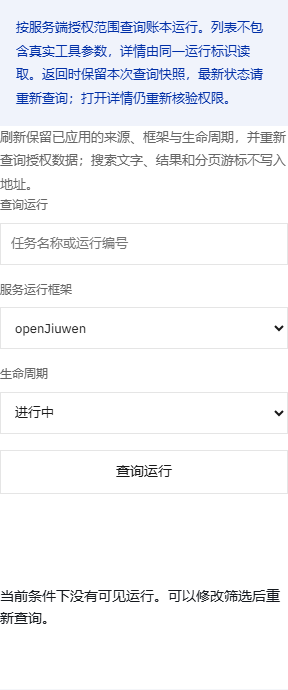 按服务端授权范围查询账本运行。列表不包
含真实工具参数，详情由同一运行标识读
取。返回时保留本次查询快照，最新状态请
重新查询；打开详情仍重新核验权限。
刷新保留已应用的来源、框架与生命周期，并重新
查询授权数据；搜索文字、结果和分页游标不写入
地址。
查询运行
任务名称或运行编号
服务运行框架
openJiuwen
生命周期
进行中
查询运行
当前条件下没有可见运行。可以修改筛选后重
新查询。